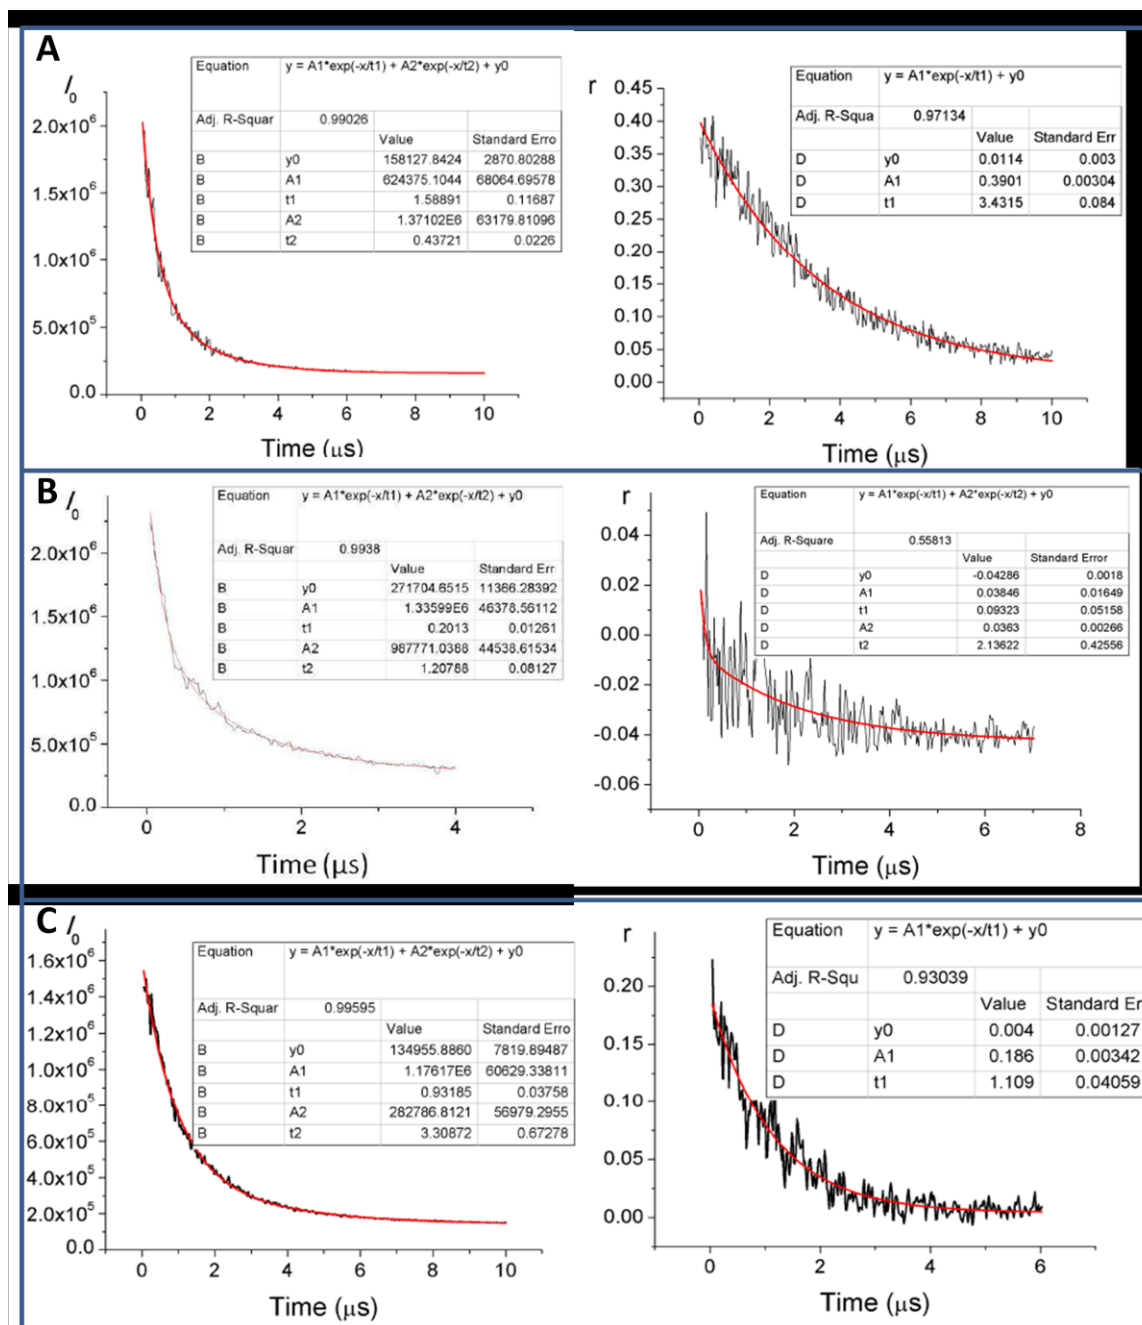 A
I0
Equation y = A1*exp(-x/t1) + A2*exp(-x/t2) + y0
Adj. R-Squar 0.99026
Value Standard Erro
B y0 158127.8424 2870.80288
B A1 624375.1044 68064.69578
B t1 1.58891 0.11687
B A2 1.37102E6 63179.81096
B t2 0.43721 0.0226
2.0x10^6
1.5x10^6
1.0x10^6
5.0x10^5
0.0
0 2 4 6 8 10
Time (μs)
r
Equation y = A1*exp(-x/t1) + y0
Adj. R-Squa 0.97134
Value Standard Err
D y0 0.0114 0.003
D A1 0.3901 0.00304
D t1 3.4315 0.084
0.45
0.40
0.35
0.30
0.25
0.20
0.15
0.10
0.05
0.00
0 2 4 6 8 10
Time (μs)
B
I0
Equation y = A1*exp(-x/t1) + A2*exp(-x/t2) + y0
Adj. R-Squar 0.9938
Value Standard Err
B y0 271704.6515 11366.28392
B A1 1.33599E6 46378.56112
B t1 0.2013 0.01261
B A2 987771.0388 44538.61534
B t2 1.20788 0.08127
2.0x10^6
1.5x10^6
1.0x10^6
5.0x10^5
0.0
0 2 4
Time (μs)
r
Equation y = A1*exp(-x/t1) + A2*exp(-x/t2) + y0
Adj. R-Square 0.55813
Value Standard Error
D y0 -0.04286 0.0018
D A1 0.03846 0.01649
D t1 0.09323 0.05158
D A2 0.0363 0.00266
D t2 2.13622 0.42556
0.04
0.02
0.00
-0.02
-0.04
-0.06
0 2 4 6 8
Time (μs)
C
I0
Equation y = A1*exp(-x/t1) + A2*exp(-x/t2) + y0
Adj. R-Squar 0.99595
Value Standard Erro
B y0 134955.8860 7819.89487
B A1 1.17617E6 60629.33811
B t1 0.93185 0.03758
B A2 282786.8121 56979.2955
B t2 3.30872 0.67278
1.6x10^6
1.4x10^6
1.2x10^6
1.0x10^6
8.0x10^5
6.0x10^5
4.0x10^5
2.0x10^5
0.0
0 2 4 6 8 10
Time (μs)
r
Equation y = A1*exp(-x/t1) + y0
Adj. R-Squ 0.93039
Value Standard Er
D y0 0.004 0.00127
D A1 0.186 0.00342
D t1 1.109 0.04059
0.20
0.15
0.10
0.05
0.00
0 2 4 6
Time (μs)